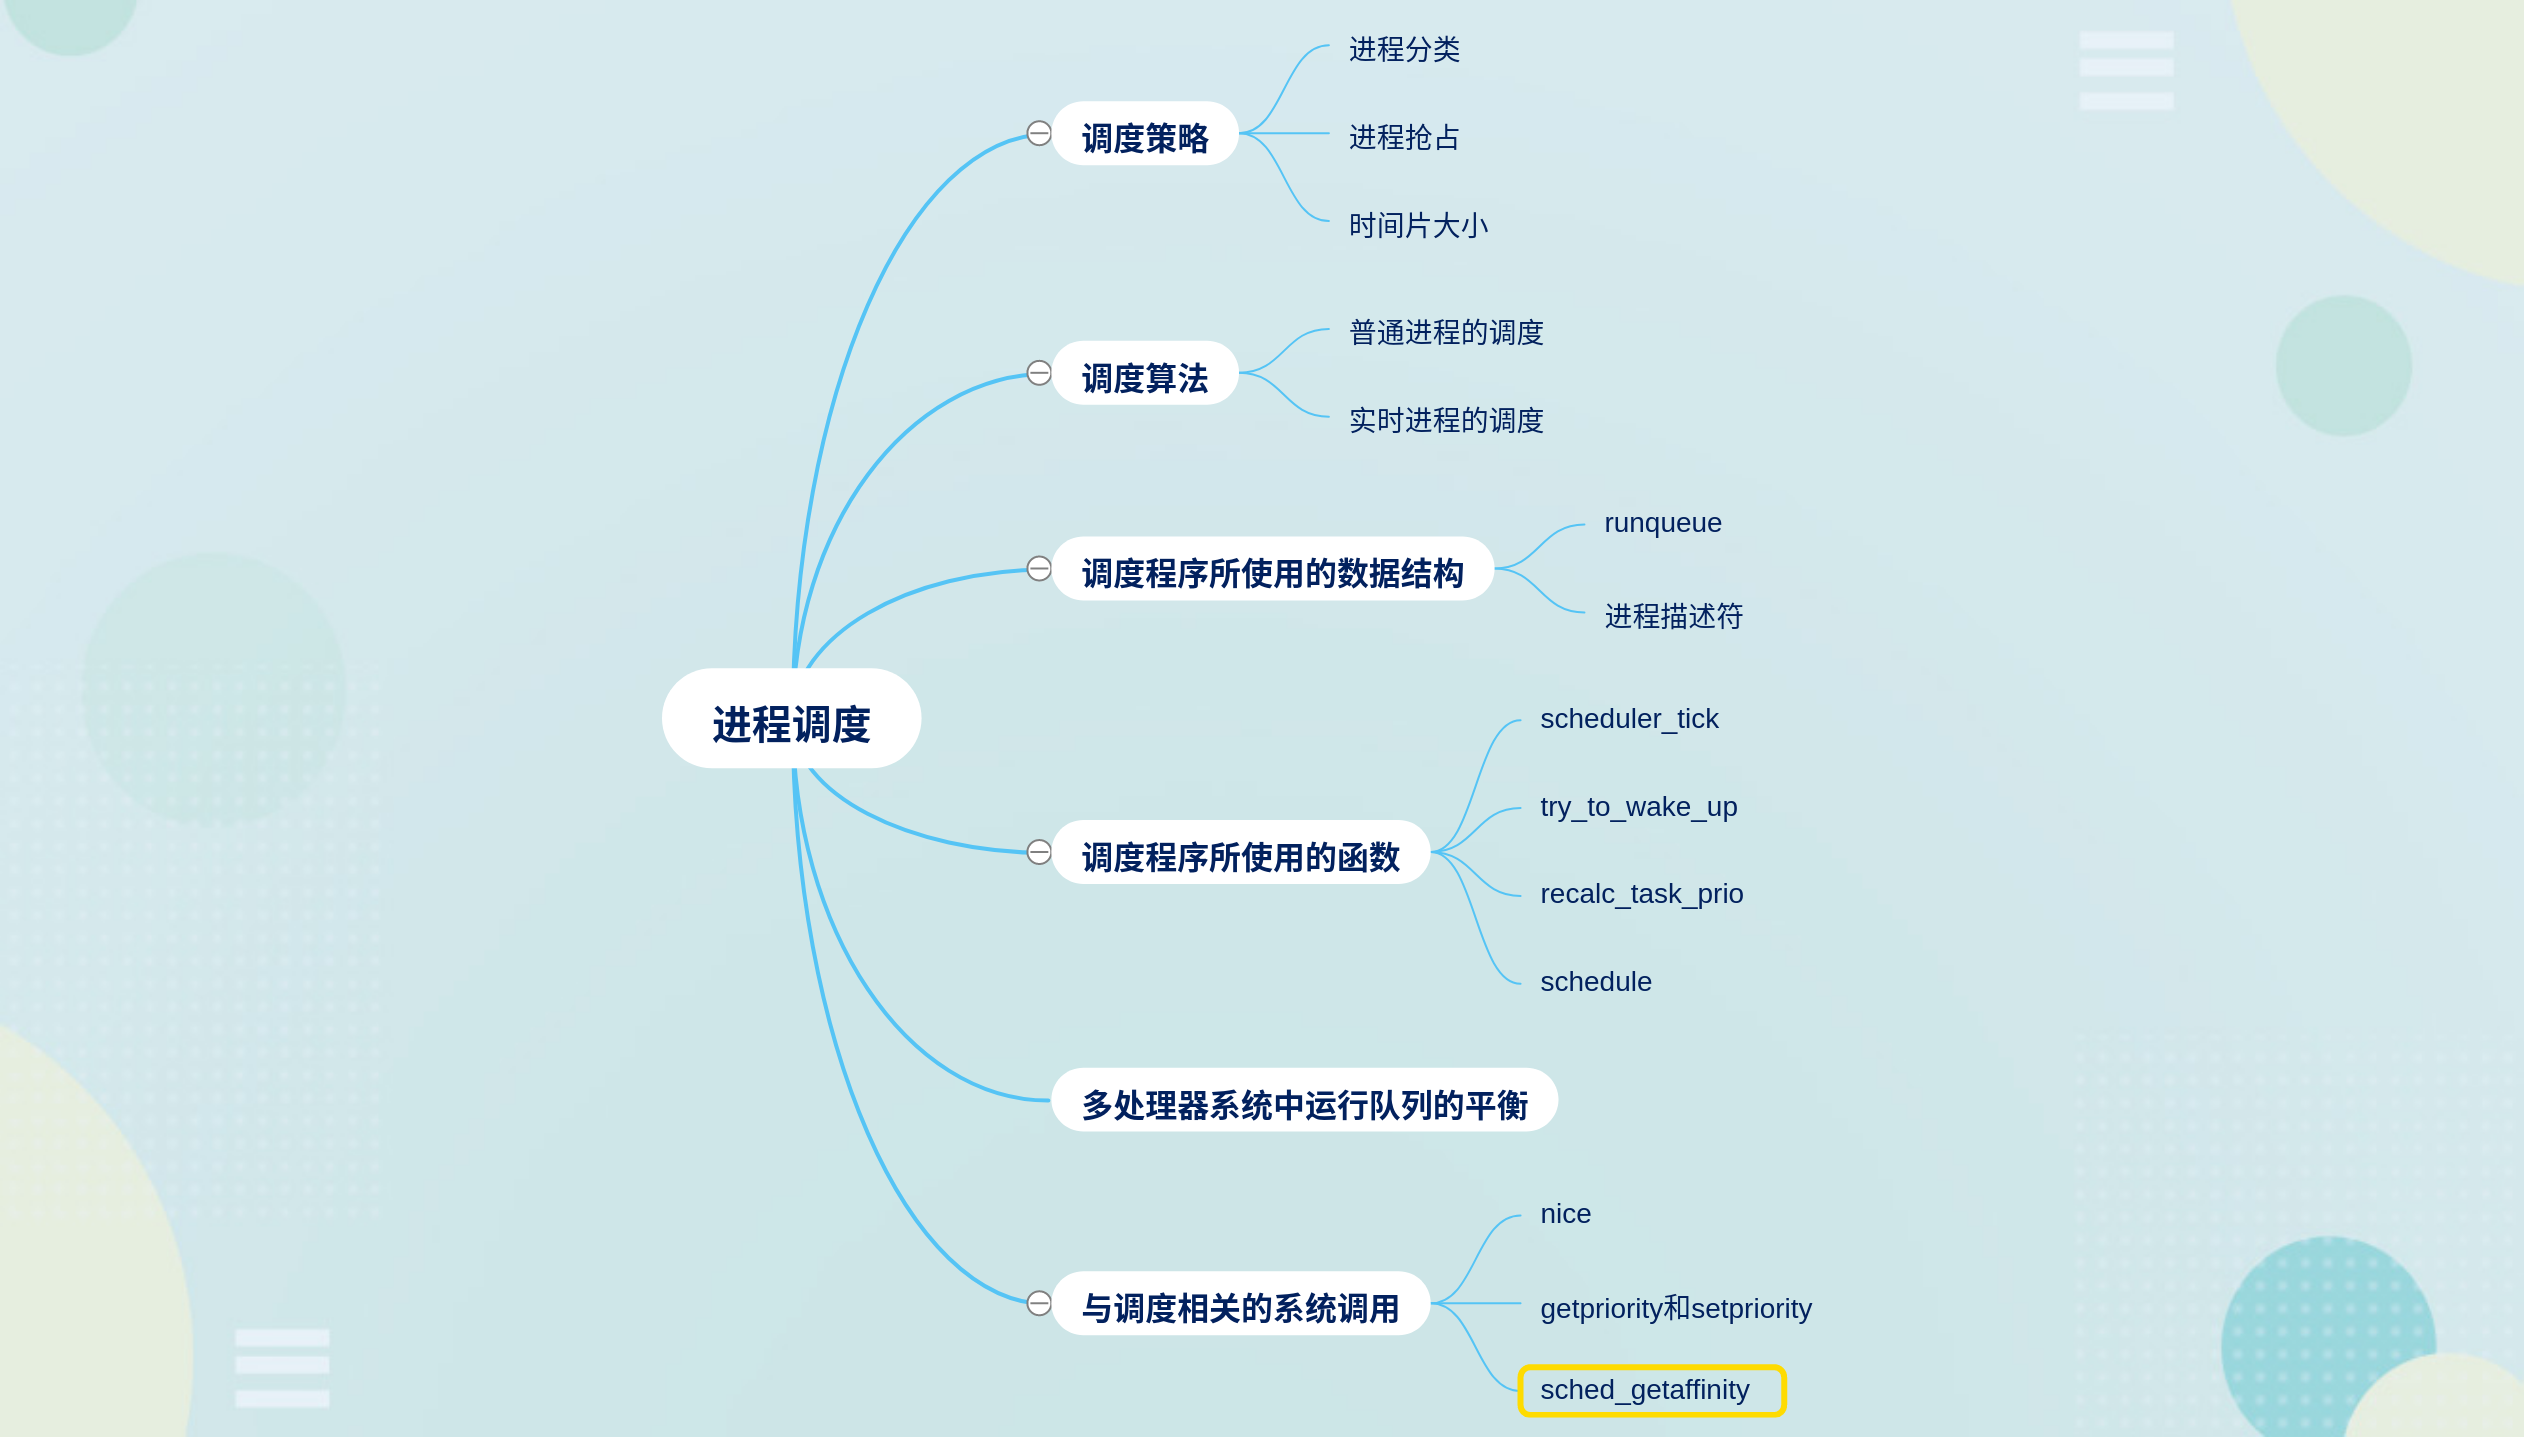 进程调度
调度策略
进程分类
进程抢占
时间片大小
调度算法
普通进程的调度
实时进程的调度
调度程序所使用的数据结构
runqueue
进程描述符
调度程序所使用的函数
scheduler_tick
try_to_wake_up
recalc_task_prio
schedule
多处理器系统中运行队列的平衡
与调度相关的系统调用
nice
getpriority和setpriority
sched_getaffinity